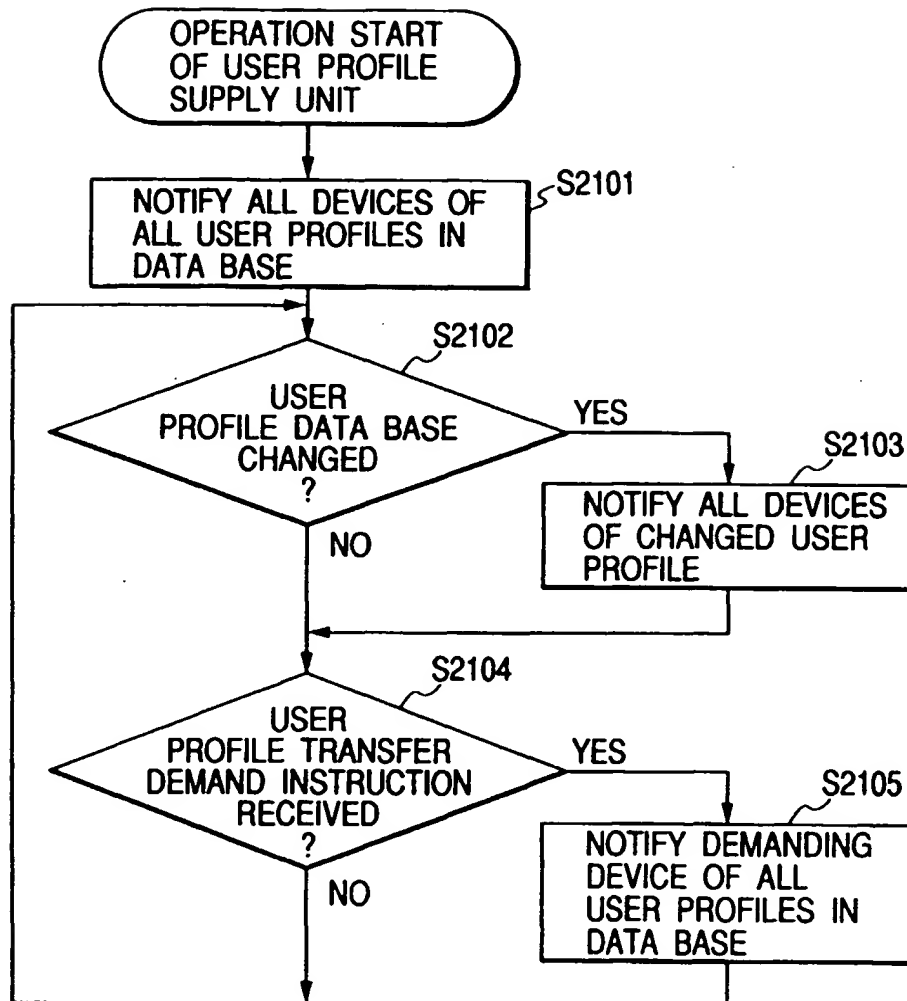 OPERATION START
OF USER PROFILE
SUPPLY UNIT
S2101
NOTIFY ALL DEVICES OF
ALL USER PROFILES IN
DATA BASE
S2102
USER
PROFILE DATA BASE
CHANGED
?
YES
NO
S2103
NOTIFY ALL DEVICES
OF CHANGED USER
PROFILE
S2104
USER
PROFILE TRANSFER
DEMAND INSTRUCTION
RECEIVED
?
YES
NO
S2105
NOTIFY DEMANDING
DEVICE OF ALL
USER PROFILES IN
DATA BASE